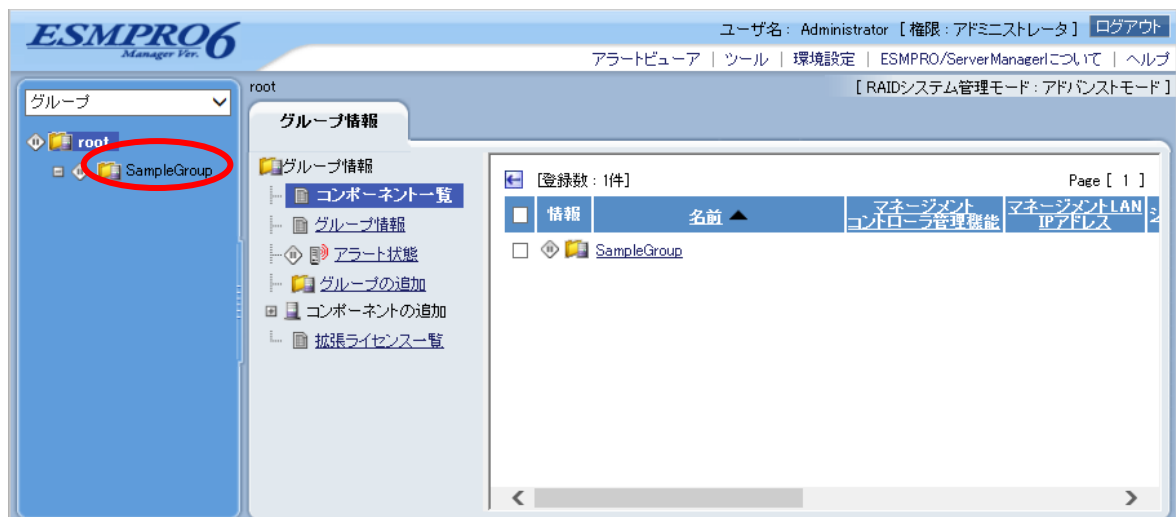 ESMPRO6
Manager Ver.
ユーザ名 : Administrator [ 権限 : アドミニストレータ ] ログアウト
アラートビューア | ツール | 環境設定 | ESMPRO/ServerManagerについて | ヘルプ
グループ
root
SampleGroup
root
[ RAIDシステム管理モード : アドバンストモード ]
グループ情報
グループ情報
コンポーネント一覧
グループ情報
アラート状態
グループの追加
コンポーネントの追加
拡張ライセンス一覧
[登録数 : 1件] Page [ 1 ]
情報 名前 ▲ マネージメント コントローラ管理機能 マネージメントLAN IPアドレス
SampleGroup